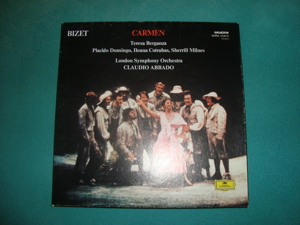 BIZET
CARMEN
Teresa Berganza
Placido Domingo, Ileana Cotrubas, Sherrill Milnes
London Symphony Orchestra
CLAUDIO ABBADO